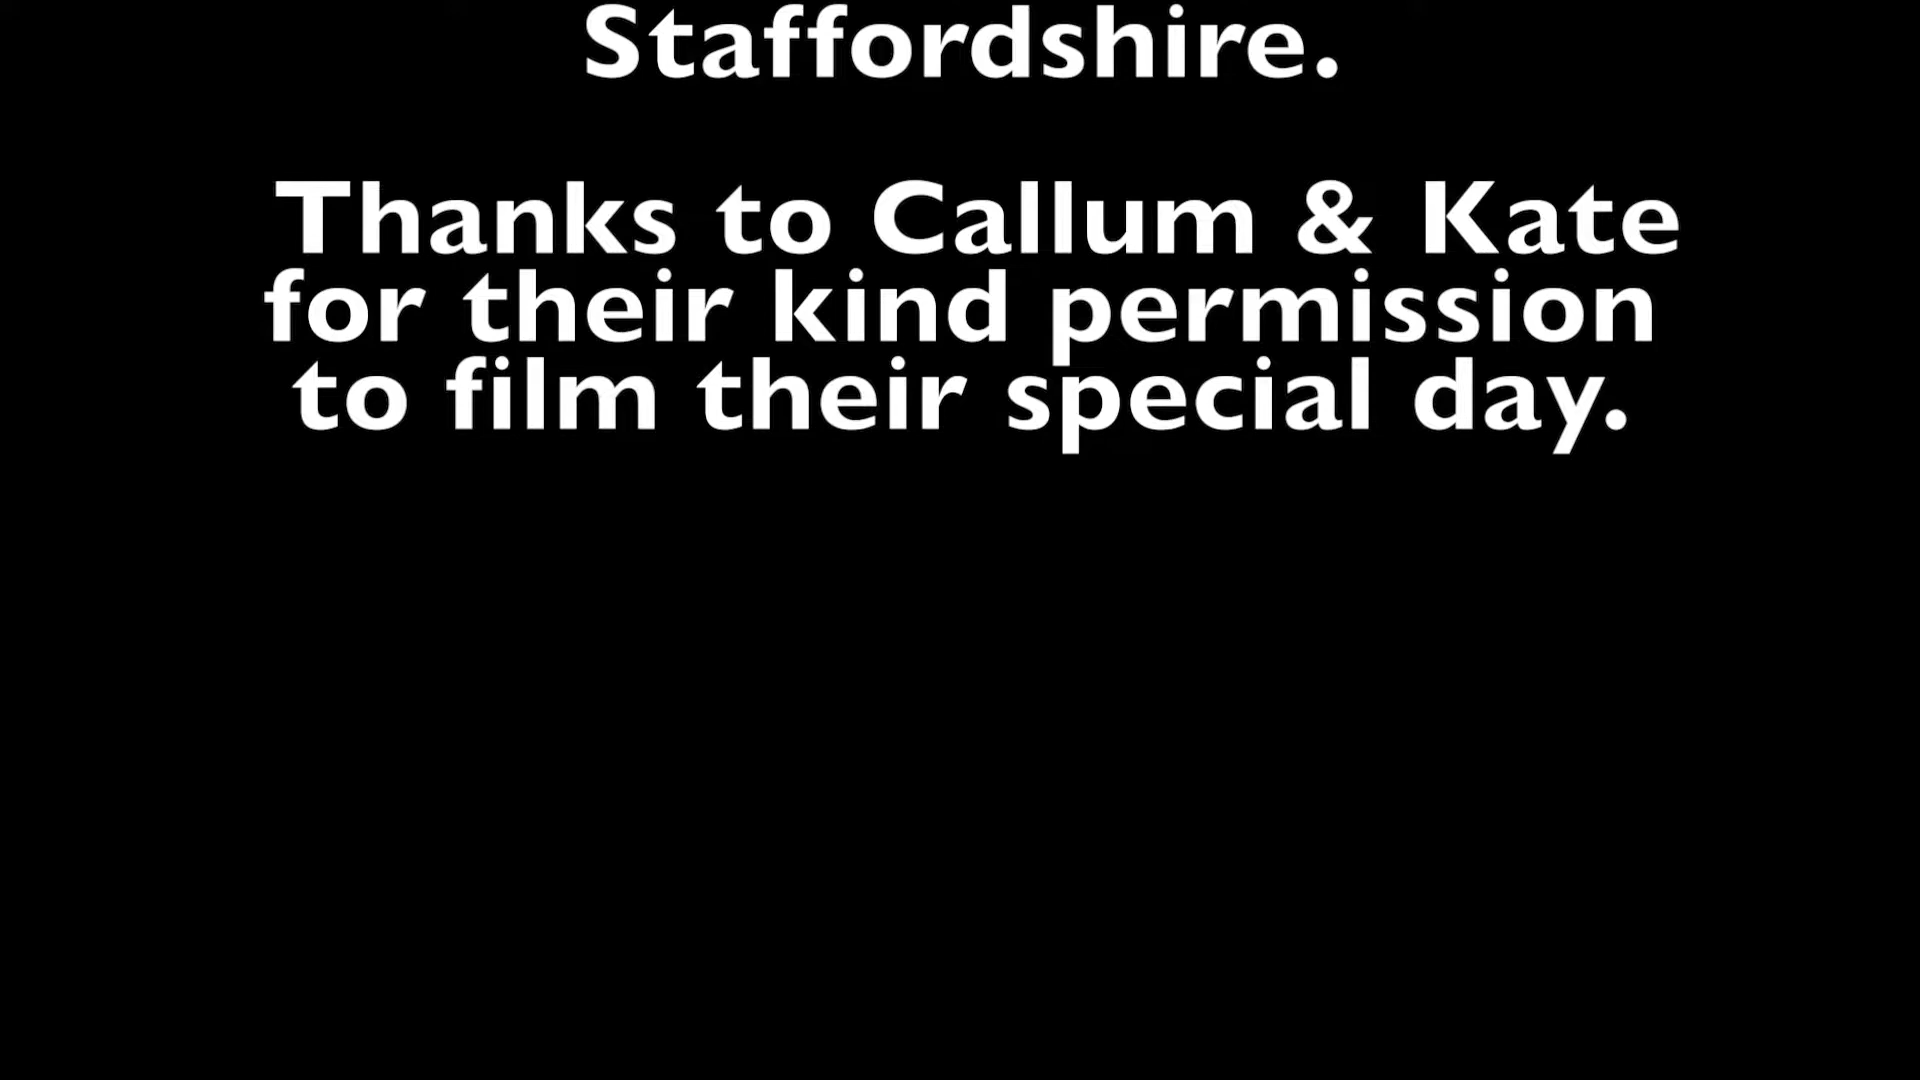 Staffordshire.
Thanks to Callum & Kate
for their kind permission
to film their special day.